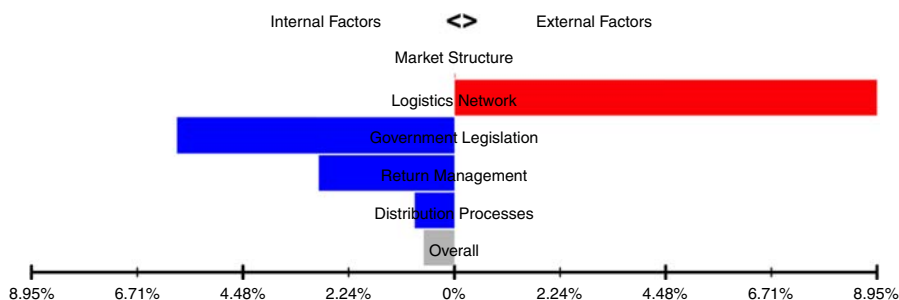 Internal Factors <> External Factors
Market Structure
Logistics Network
Government Legislation
Return Management
Distribution Processes
Overall
8.95% 6.71% 4.48% 2.24% 0% 2.24% 4.48% 6.71% 8.95%